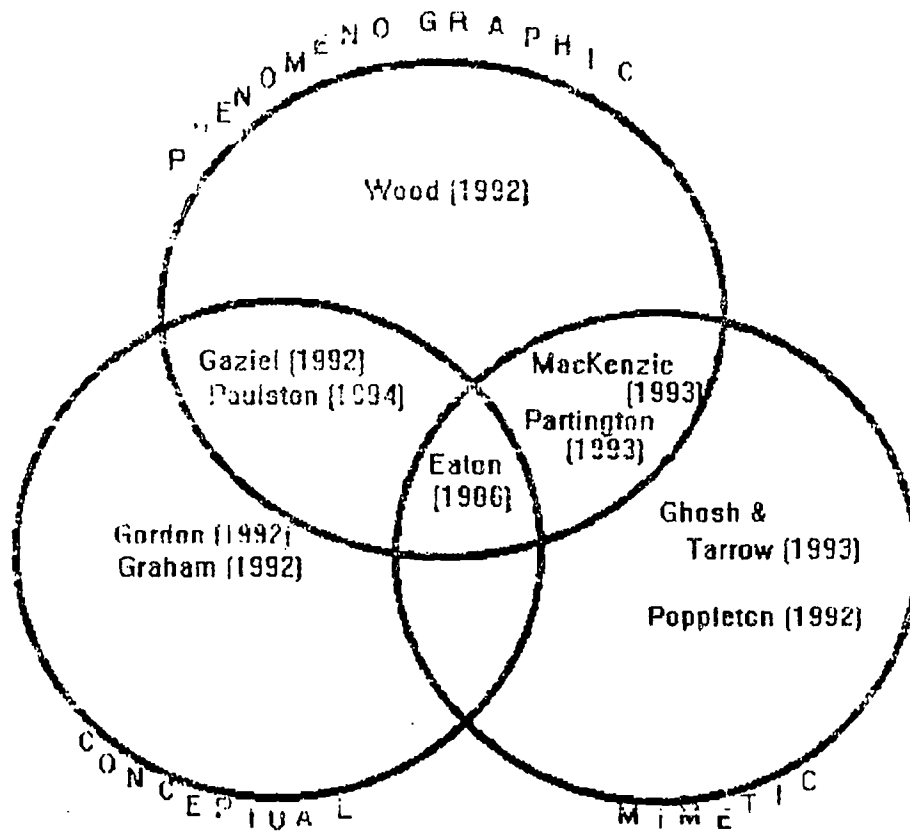 PHENOMENOGRAPHIC
Wood (1992)
Gaziel (1992)
Paulston (1994)
MacKenzie
(1993)
Partington
(1993)
Eaton
(1986)
Ghosh &
Tarrow (1993)
Gordon (1992)
Graham (1992)
Poppleton (1992)
CONCEPTUAL
MIMETIC